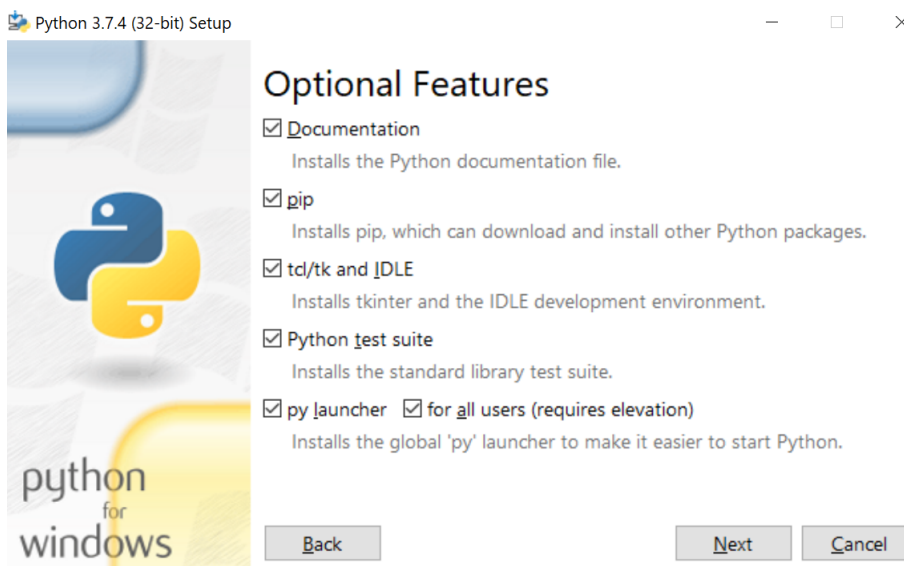 Python 3.7.4 (32-bit) Setup
Optional Features
Documentation
Installs the Python documentation file.
pip
Installs pip, which can download and install other Python packages.
tcl/tk and IDLE
Installs tkinter and the IDLE development environment.
Python test suite
Installs the standard library test suite.
py launcher for all users (requires elevation)
Installs the global 'py' launcher to make it easier to start Python.
python
for
windows
Back Next Cancel